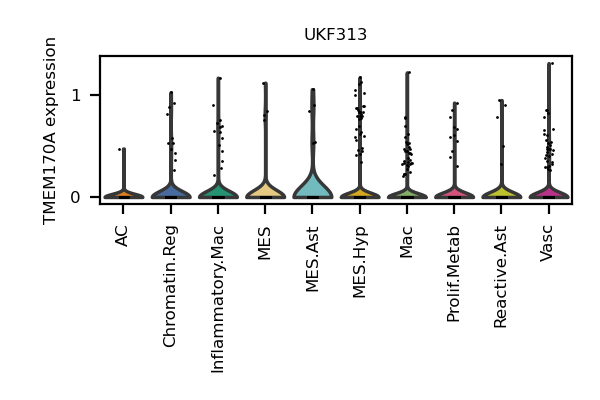 UKF313
TMEM170A expression
1
0
AC
Chromatin.Reg
Inflammatory.Mac
MES
MES.Ast
MES.Hyp
Mac
Prolif.Metab
Reactive.Ast
Vasc